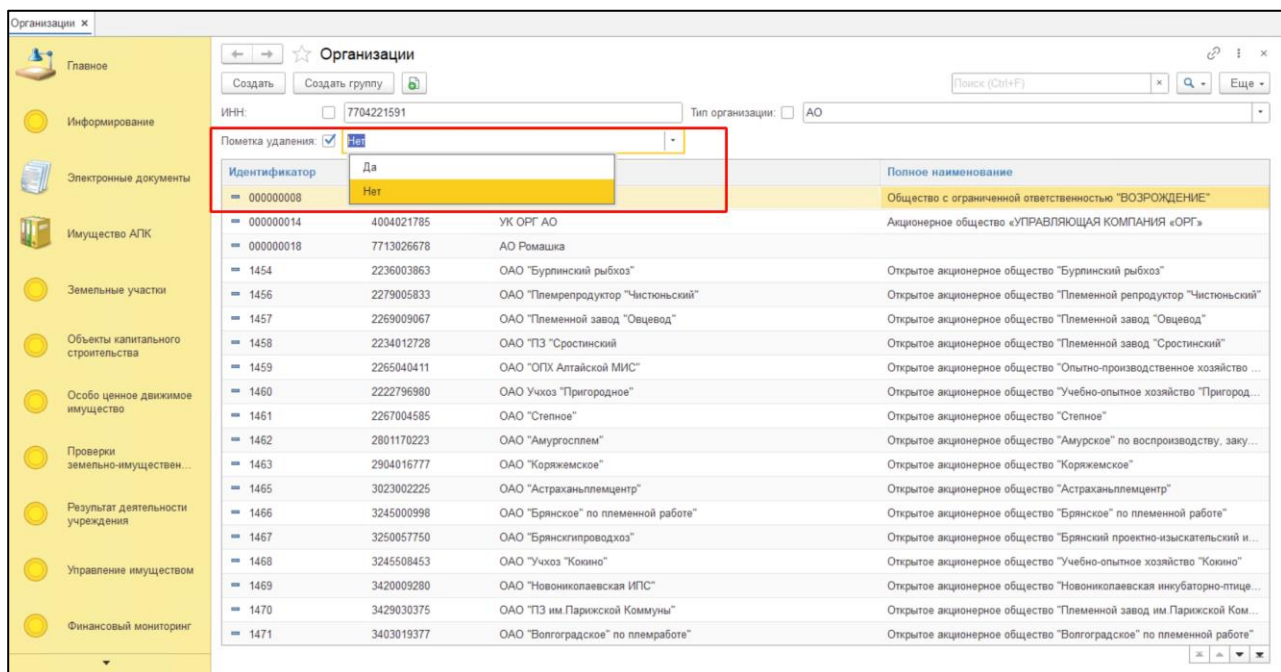 Организации ×
Главное
Информирование
Электронные документы
Имущество АПК
Земельные участки
Объекты капитального
строительства
Особо ценное движимое
имущество
Проверки
земельно-имуществен...
Результат деятельности
учреждения
Управление имуществом
Финансовый мониторинг
Организации
Создать Создать группу Поиск (Ctrl+F) × Еще
ИНН: 7704221591 Тип организации: АО
Пометка удаления: Нет
Да
Нет
Идентификатор Полное наименование
000000008 Общество с ограниченной ответственностью "ВОЗРОЖДЕНИЕ"
000000014 4004021785 УК ОРГ АО Акционерное общество «УПРАВЛЯЮЩАЯ КОМПАНИЯ «ОРГ»
000000018 7713026678 АО Ромашка
1454 2236003863 ОАО "Бурлинский рыбхоз" Открытое акционерное общество "Бурлинский рыбхоз"
1456 2279005833 ОАО "Племрепродуктор "Чистюньский" Открытое акционерное общество "Племенной репродуктор "Чистюньский"
1457 2269009067 ОАО "Племенной завод "Овцевод" Открытое акционерное общество "Племенной завод "Овцевод"
1458 2234012728 ОАО "ПЗ "Сростинский Открытое акционерное общество "Племенной завод "Сростинский"
1459 2265040411 ОАО "ОПХ Алтайской МИС" Открытое акционерное общество "Опытно-производственное хозяйство ...
1460 2222796980 ОАО Учхоз "Пригородное" Открытое акционерное общество "Учебно-опытное хозяйство "Пригород...
1461 2267004585 ОАО "Степное" Открытое акционерное общество "Степное"
1462 2801170223 ОАО "Амургосплем" Открытое акционерное общество "Амурское" по воспроизводству, заку...
1463 2904016777 ОАО "Коряжемское" Открытое акционерное общество "Коряжемское"
1465 3023002225 ОАО "Астраханьплемцентр" Открытое акционерное общество "Астраханьплемцентр"
1466 3245000998 ОАО "Брянское" по племенной работе" Открытое акционерное общество "Брянское" по племенной работе"
1467 3250057750 ОАО "Брянскгипроводхоз" Открытое акционерное общество "Брянский проектно-изыскательский и...
1468 3245508453 ОАО "Учхоз "Кокино" Открытое акционерное общество "Учебно-опытное хозяйство "Кокино"
1469 3420009280 ОАО "Новониколаевская ИПС" Открытое акционерное общество "Новониколаевская инкубаторно-птице...
1470 3429030375 ОАО "ПЗ им.Парижской Коммуны" Открытое акционерное общество "Племенной завод им.Парижской Ком...
1471 3403019377 ОАО "Волгоградское" по племработе" Открытое акционерное общество "Волгоградское" по племенной работе"